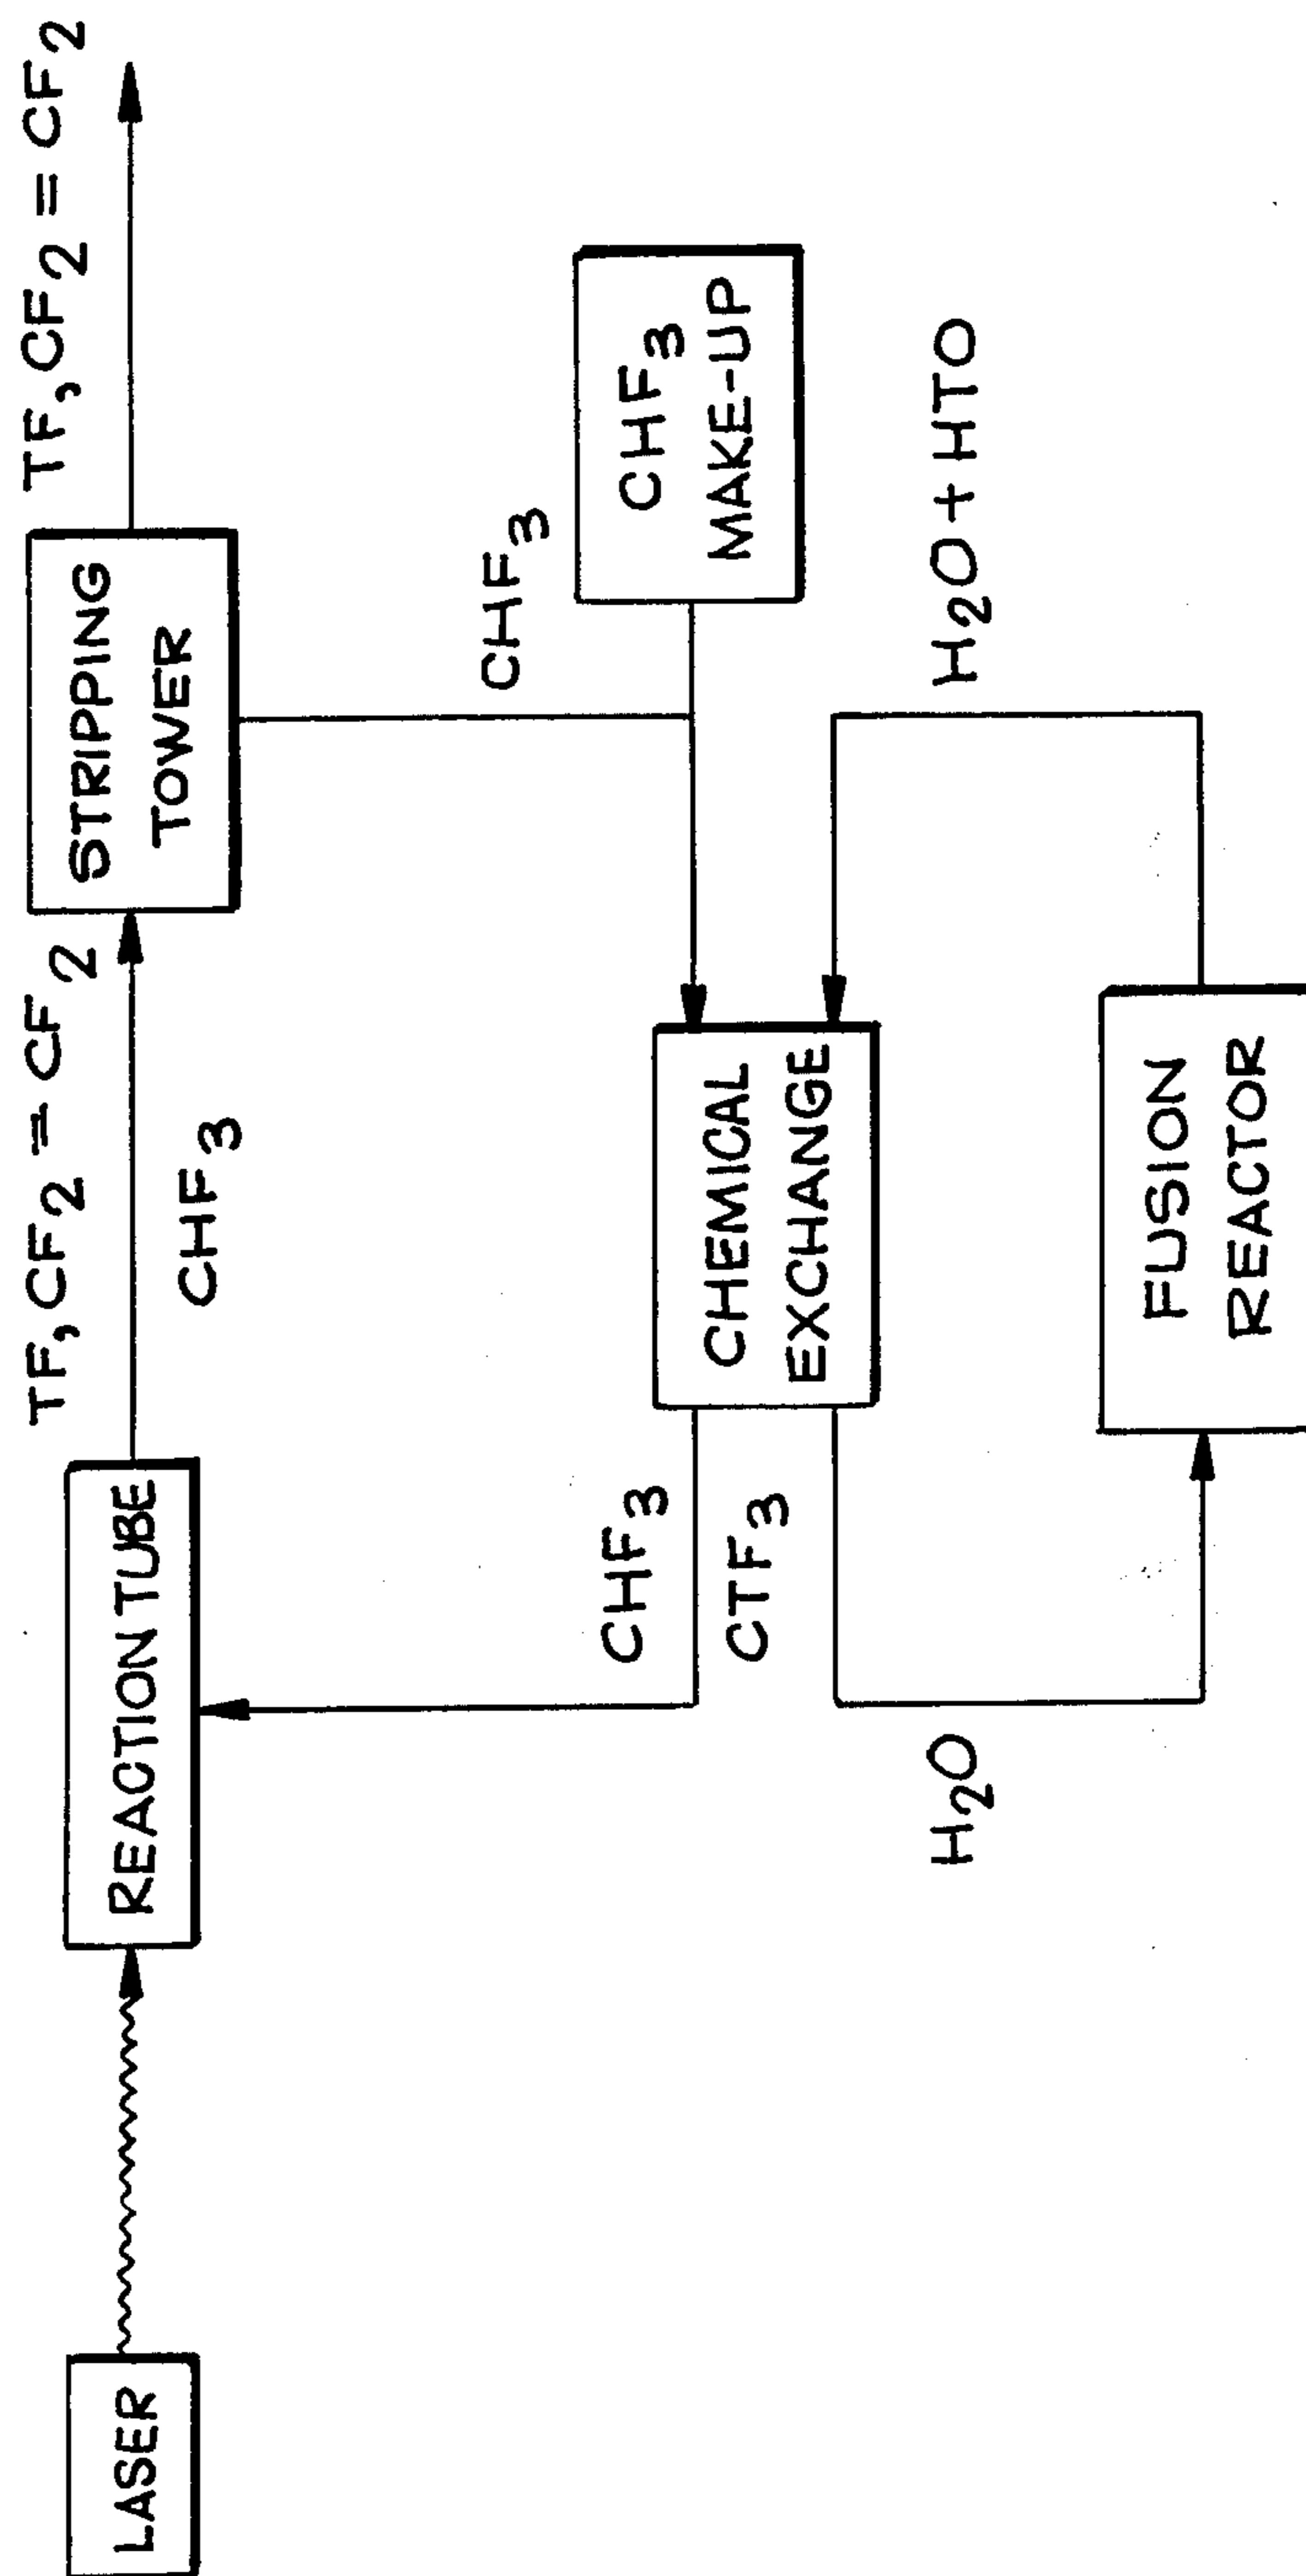 LASER
REACTION TUBE
TF, CF₂ = CF₂
CHF₃
STRIPPING
TOWER
TF, CF₂ = CF₂
CHF₃
CTF₃
CHEMICAL
EXCHANGE
CHF₃
CHF₃
MAKE-UP
H₂O
H₂O + HTO
FUSION
REACTOR